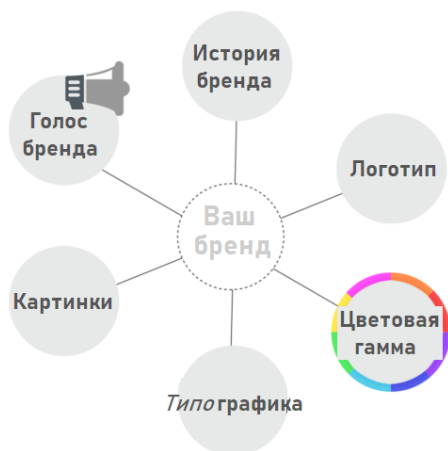 История
бренда
Голос
бренда
Логотип
Ваш
бренд
Картинки
Цветовая
гамма
Типографика